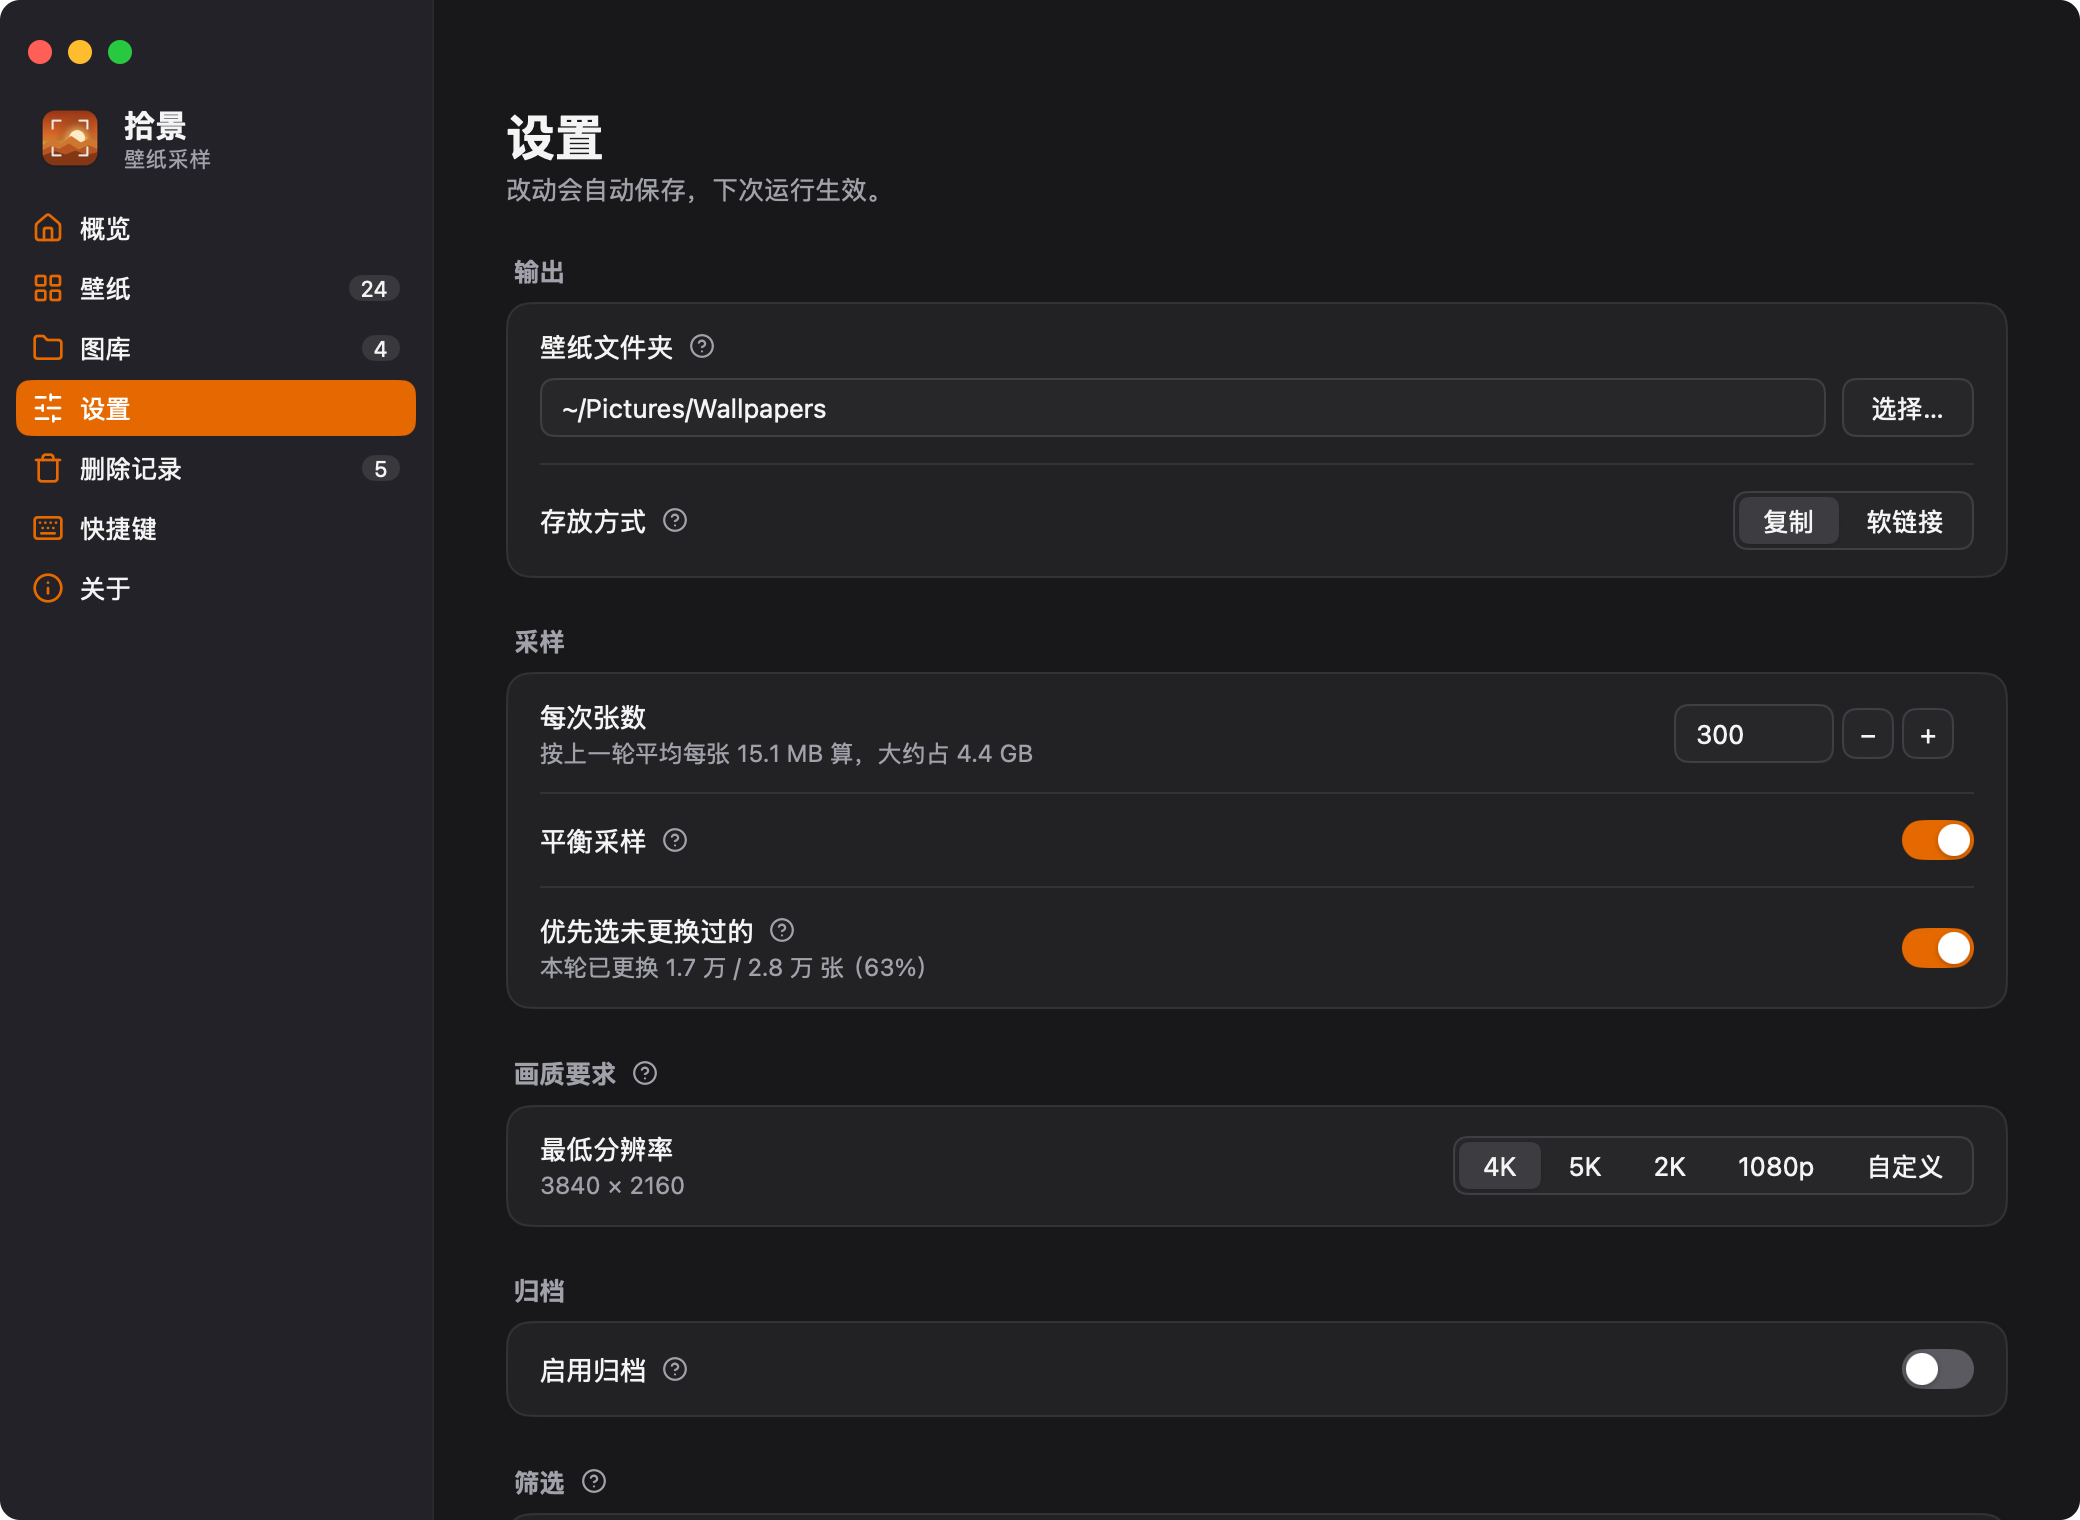 拾景
壁纸采样
概览
壁纸 24
图库 4
设置
删除记录 5
快捷键
关于
设置
改动会自动保存，下次运行生效。
输出
壁纸文件夹
~/Pictures/Wallpapers 选择...
存放方式 复制 软链接
采样
每次张数
按上一轮平均每张 15.1 MB 算，大约占 4.4 GB
300 − +
平衡采样
优先选未更换过的
本轮已更换 1.7 万 / 2.8 万 张（63%）
画质要求
最低分辨率
3840 × 2160
4K 5K 2K 1080p 自定义
归档
启用归档
筛选